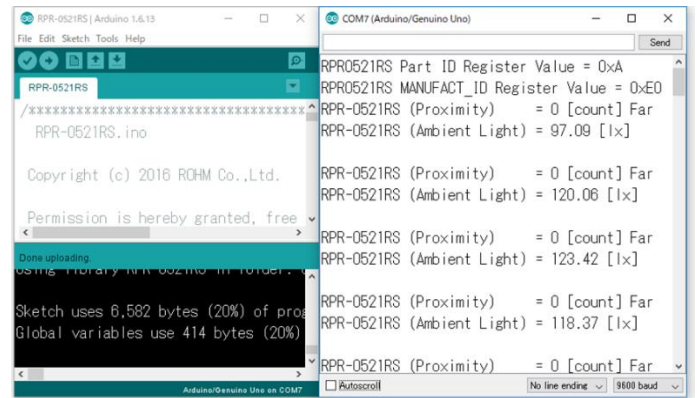 RPR-0521RS | Arduino 1.6.13
File Edit Sketch Tools Help
RPR-0521RS
/***********************************
RPR-0521RS.ino
Copyright (c) 2016 ROHM Co.,Ltd.
Permission is hereby granted, free
Done uploading.
Sketch uses 6,582 bytes (20%) of prog
Global variables use 414 bytes (20%)
Arduino/Genuino Uno on COM7
COM7 (Arduino/Genuino Uno)
Send
RPR0521RS Part ID Register Value = 0xA
RPR0521RS MANUFACT_ID Register Value = 0xE0
RPR-0521RS (Proximity) = 0 [count] Far
RPR-0521RS (Ambient Light) = 97.09 [lx]
RPR-0521RS (Proximity) = 0 [count] Far
RPR-0521RS (Ambient Light) = 120.06 [lx]
RPR-0521RS (Proximity) = 0 [count] Far
RPR-0521RS (Ambient Light) = 123.42 [lx]
RPR-0521RS (Proximity) = 0 [count] Far
RPR-0521RS (Ambient Light) = 118.37 [lx]
RPR-0521RS (Proximity) = 0 [count] Far
Autoscroll
No line ending
9600 baud